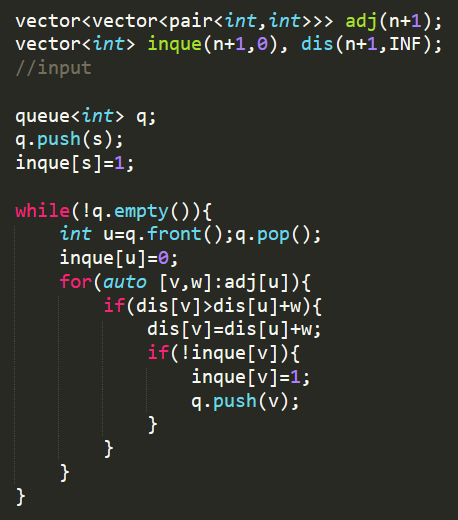 vector<vector<pair<int,int>>> adj(n+1);
vector<int> inque(n+1,0), dis(n+1,INF);
//input

queue<int> q;
q.push(s);
inque[s]=1;

while(!q.empty()){
    int u=q.front();q.pop();
    inque[u]=0;
    for(auto [v,w]:adj[u]){
        if(dis[v]>dis[u]+w){
            dis[v]=dis[u]+w;
            if(!inque[v]){
                inque[v]=1;
                q.push(v);
            }
        }
    }
}